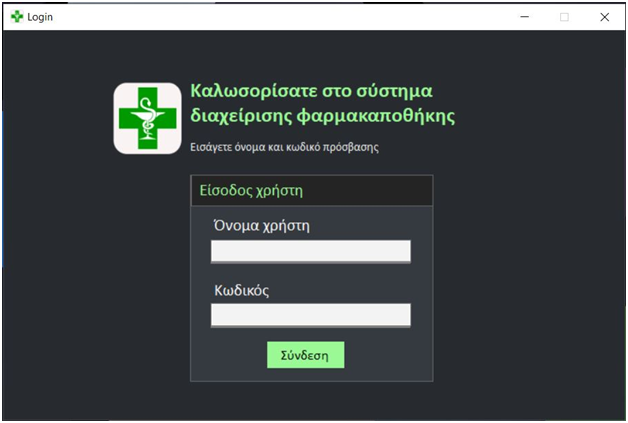 Login
Καλωσορίσατε στο σύστημα
διαχείρισης φαρμακαποθήκης
Εισάγετε όνομα και κωδικό πρόσβασης
Είσοδος χρήστη
Όνομα χρήστη
Κωδικός
Σύνδεση